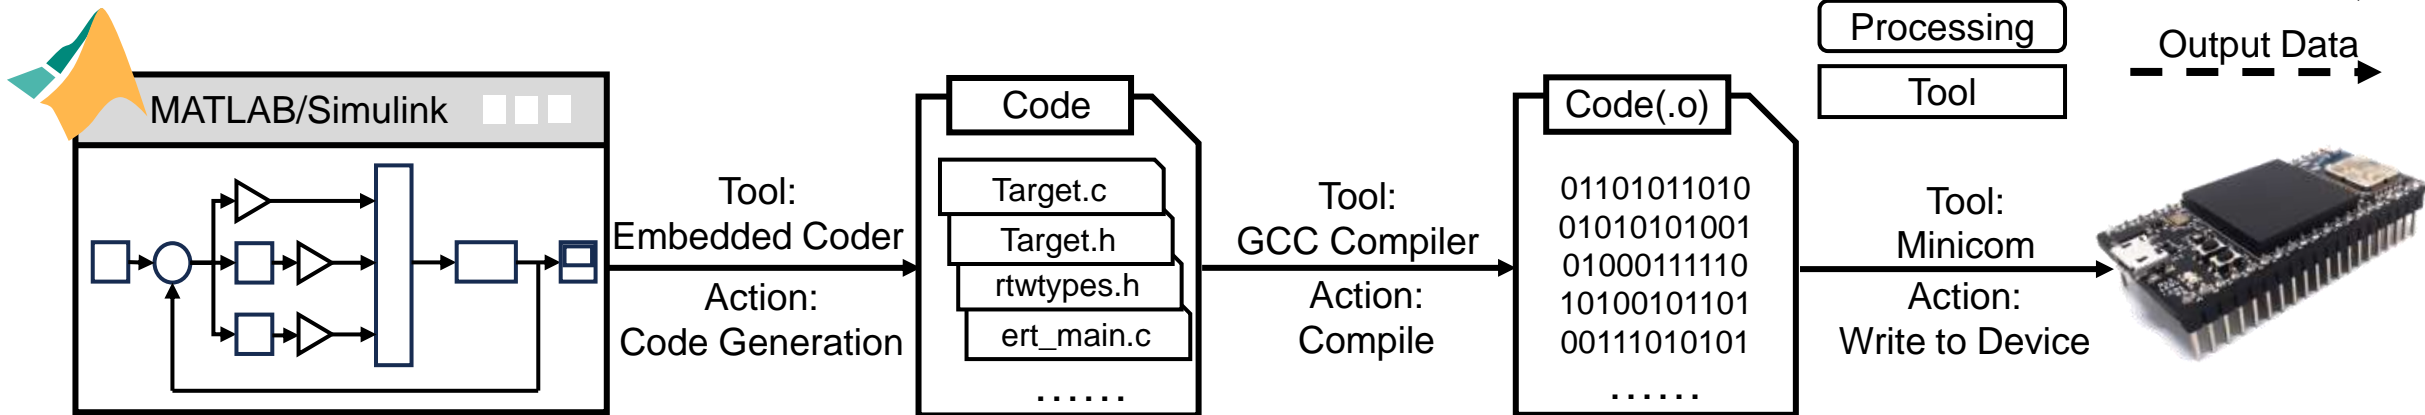 Processing
Tool
Output Data
MATLAB/Simulink
Tool:
Embedded Coder
Action:
Code Generation
Code
Target.c
Target.h
rtwtypes.h
ert_main.c
......
Tool:
GCC Compiler
Action:
Compile
Code(.o)
01101011010
01010101001
01000111110
10100101101
00111010101
......
Tool:
Minicom
Action:
Write to Device